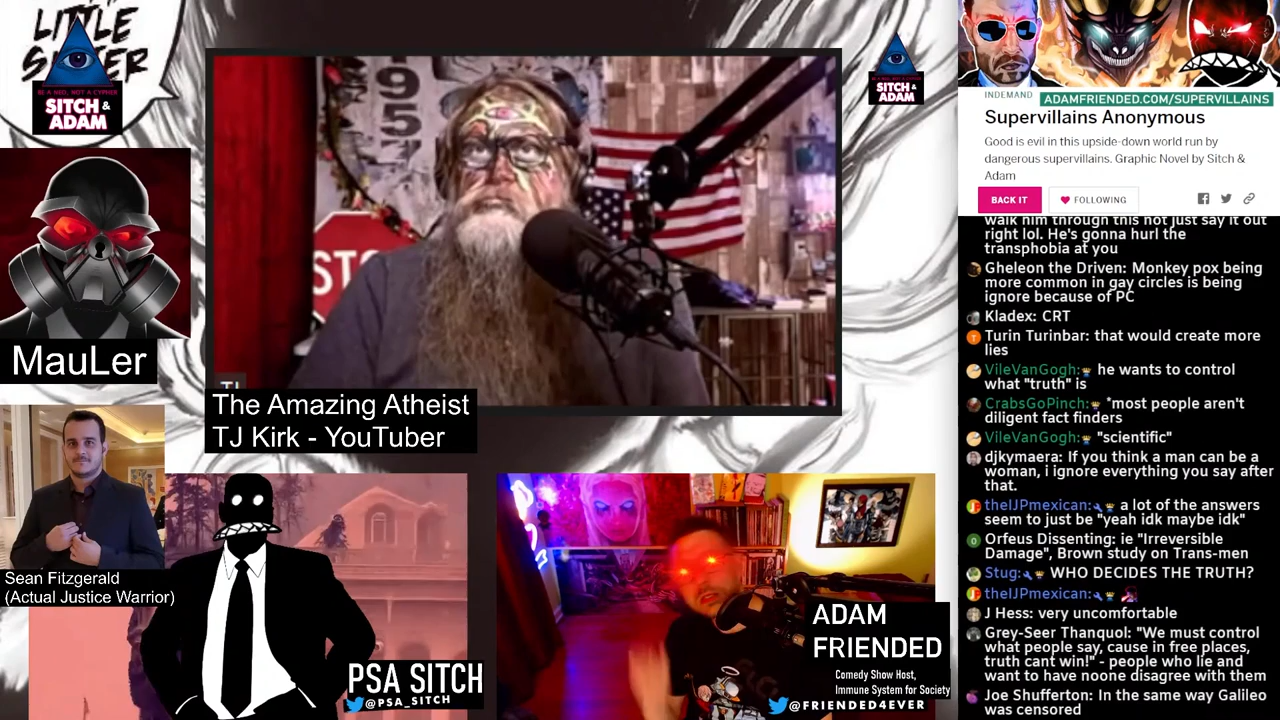 LITTLE
SISTER
BE A NEO, NOT A CYPHER
SITCH &
ADAM
MauLer
Sean Fitzgerald
(Actual Justice Warrior)
1957
STO
TJ
The Amazing Atheist
TJ Kirk - YouTuber
SITCH &
ADAM
PSA SITCH
@PSA_SITCH
ADAM
FRIENDED
Comedy Show Host,
Immune System for Society
@FRIENDED4EVER
INDEMAND
ADAMFRIENDED.COM/SUPERVILLAINS
Supervillains Anonymous
Good is evil in this upside-down world run by
dangerous supervillains. Graphic Novel by Sitch &
Adam
BACK IT
FOLLOWING
walk him through this not just say it out
right lol. He's gonna hurl the
transphobia at you
Gheleon the Driven: Monkey pox being
more common in gay circles is being
ignore because of PC
Kladex: CRT
Turin Turinbar: that would create more
lies
VileVanGogh: he wants to control
what "truth" is
CrabsGoPinch: *most people aren't
diligent fact finders
VileVanGogh: "scientific"
djkymaera: If you think a man can be a
woman, i ignore everything you say after
that.
theIJPmexican: a lot of the answers
seem to just be "yeah idk maybe idk"
Orfeus Dissenting: ie "Irreversible
Damage", Brown study on Trans-men
Stug: WHO DECIDES THE TRUTH?
theIJPmexican:
J Hess: very uncomfortable
Grey-Seer Thanquol: "We must control
what people say, cause in free places,
truth cant win!" - people who lie and
want to have noone disagree with them
Joe Shufferton: In the same way Galileo
was censored